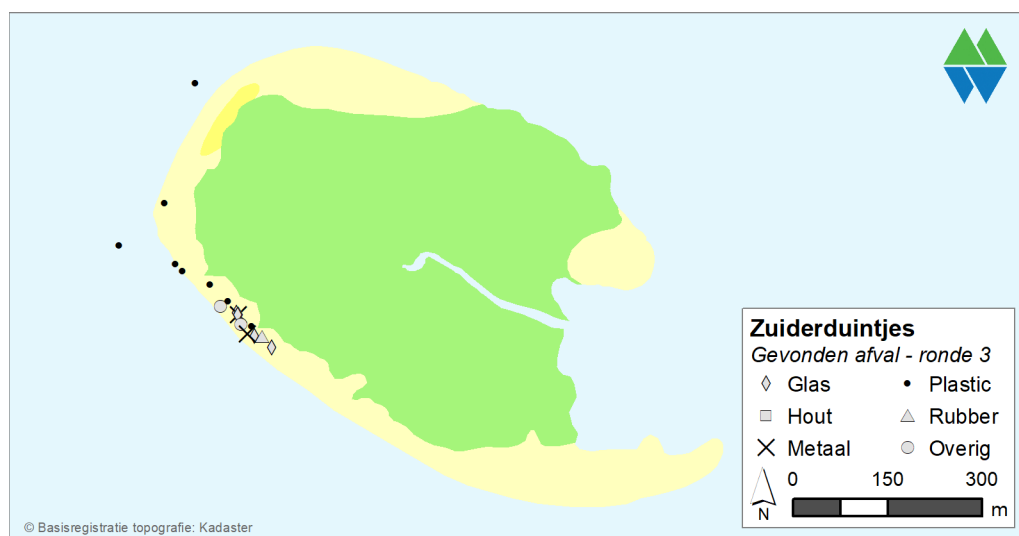 Zuiderduintjes
Gevonden afval - ronde 3
Glas
Plastic
Hout
Rubber
Metaal
Overig
N
0 150 300
m
© Basisregistratie topografie: Kadaster